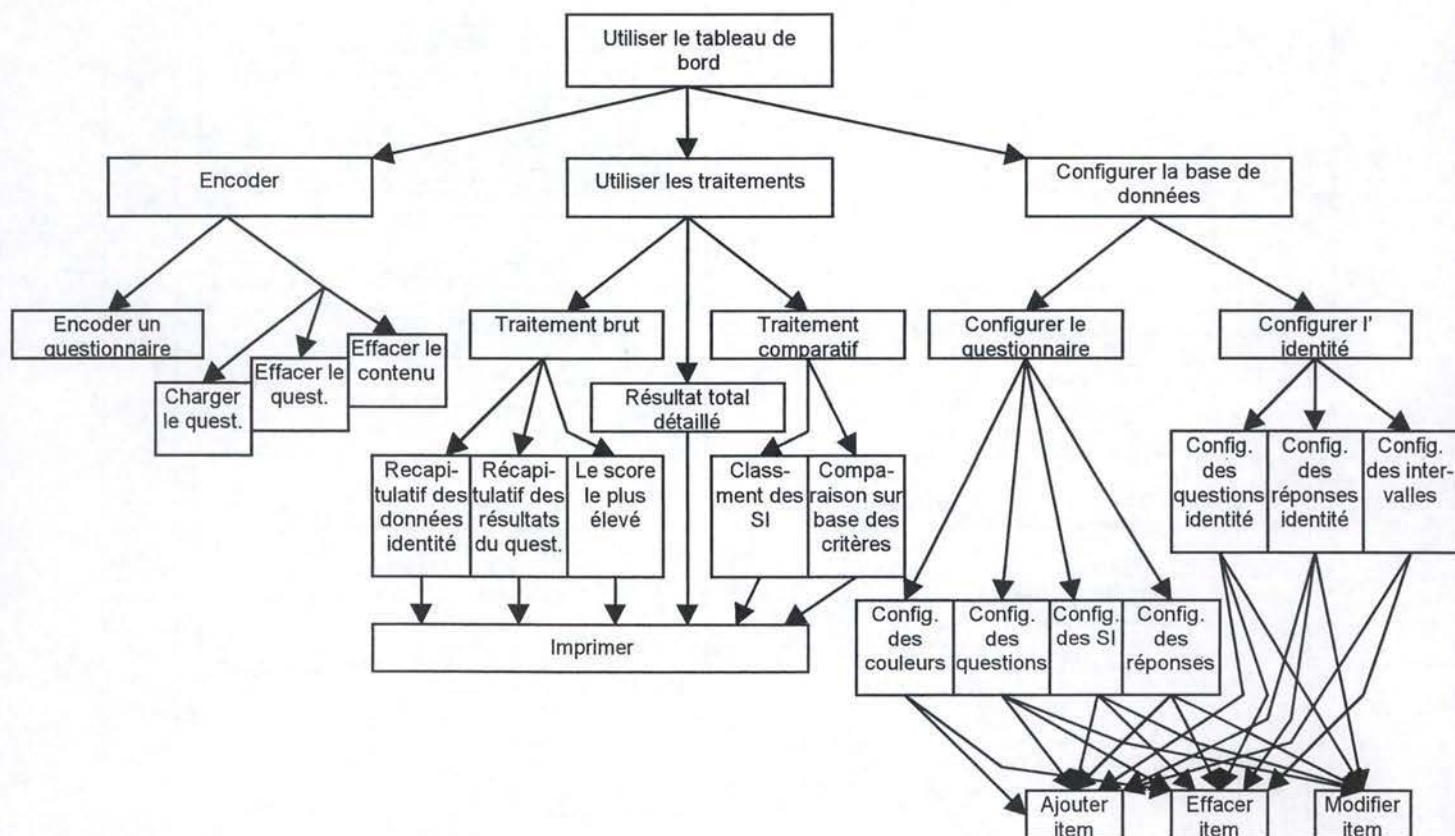 Utiliser le tableau de
bord
Encoder
Utiliser les traitements
Configurer la base de
données
Encoder un
questionnaire
Charger
le quest.
Effacer le
quest.
Effacer le
contenu
Traitement brut
Résultat total
détaillé
Traitement
comparatif
Configurer le
questionnaire
Configurer l'
identité
Recapi-
tulatif des
données
identité
Récapi-
tulatif des
résultats
du quest.
Le score
le plus
élevé
Class-
ment des
SI
Compa-
raison sur
base des
critères
Config.
des
questions
identité
Config.
des
réponses
identité
Config.
des inter-
valles
Imprimer
Config.
des
couleurs
Config.
des
questions
Config.
des SI
Config.
des
réponses
Ajouter
item
Effacer
item
Modifier
item